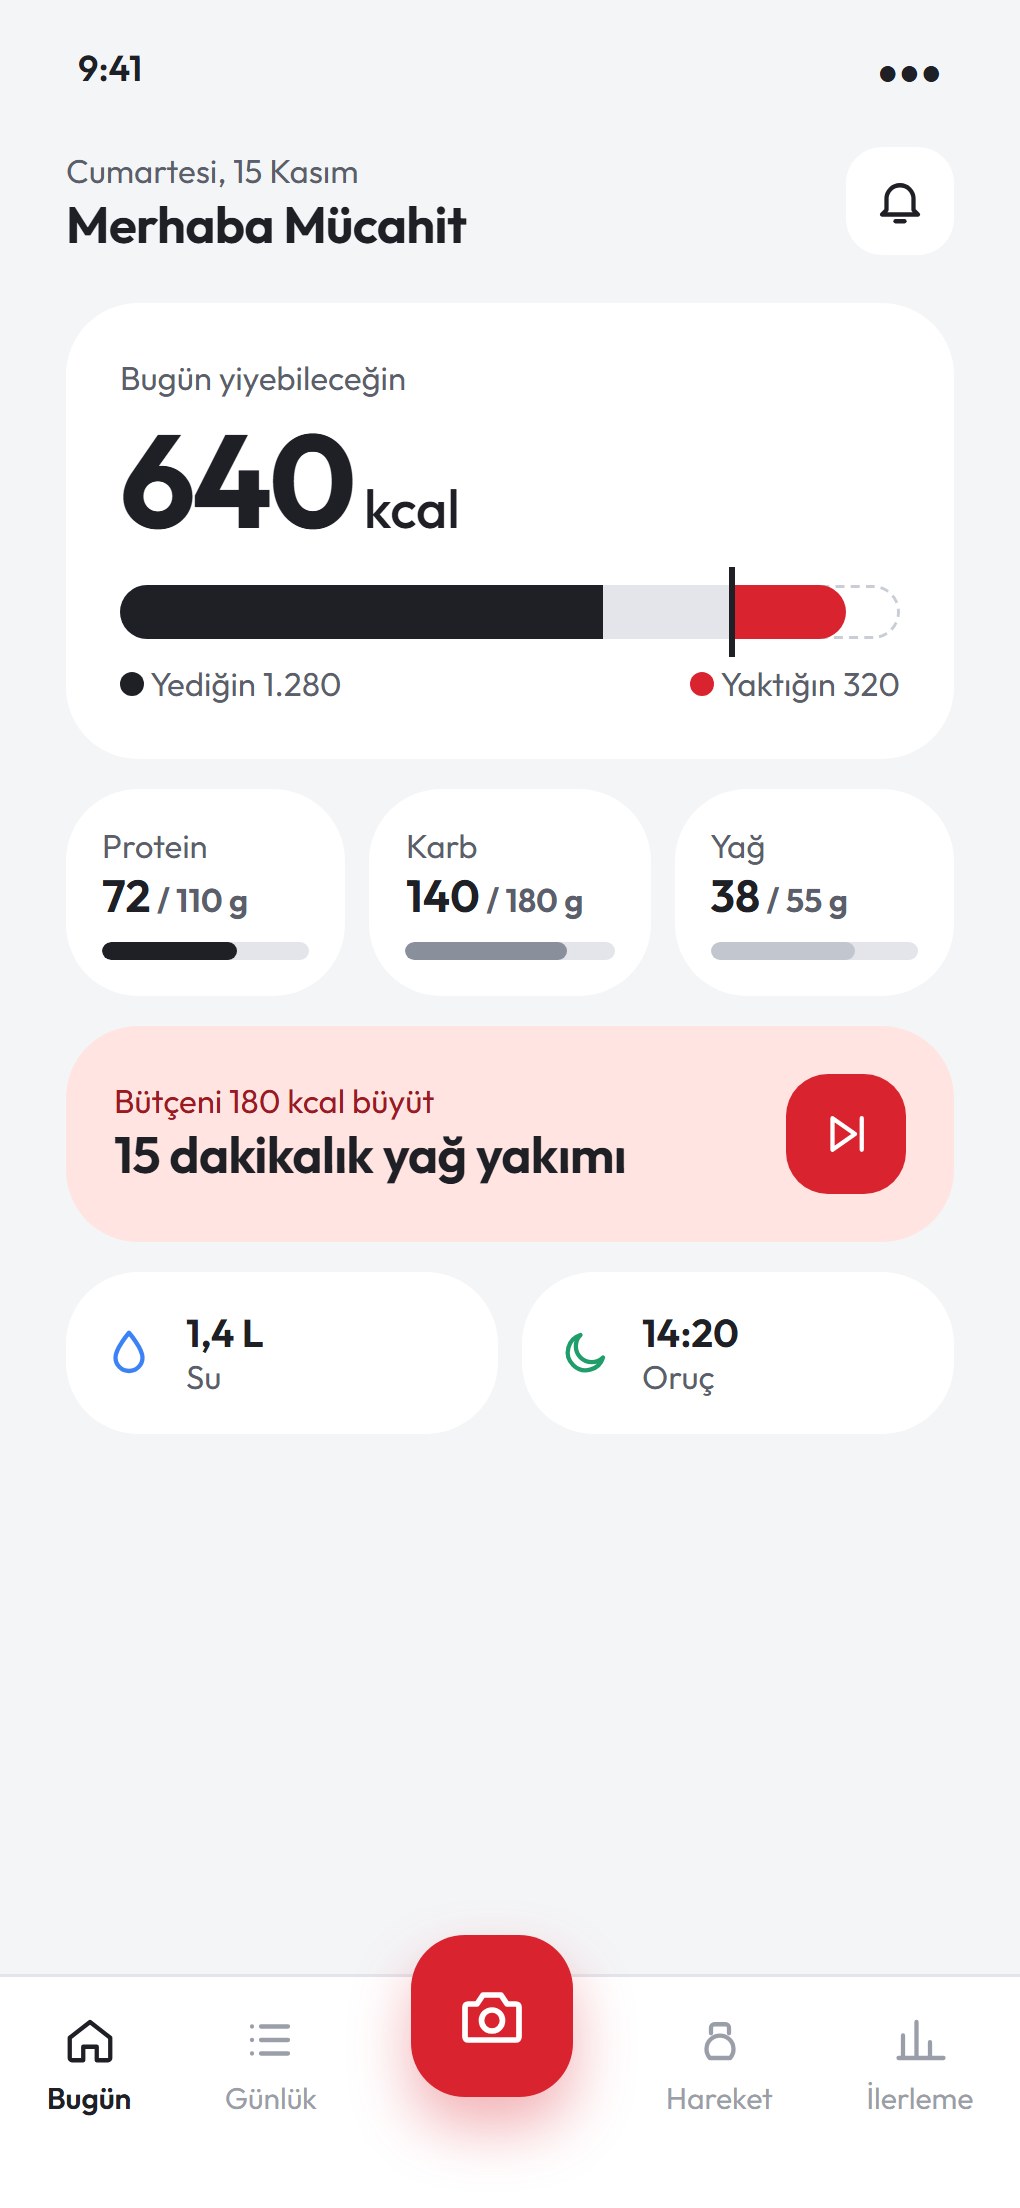 9:41
Cumartesi, 15 Kasım
Merhaba Mücahit
Bugün yiyebileceğin
640 kcal
Yediğin 1.280
Yaktığın 320
Protein
72 / 110 g
Karb
140 / 180 g
Yağ
38 / 55 g
Bütçeni 180 kcal büyüt
15 dakikalık yağ yakımı
1,4 L
Su
14:20
Oruç
Bugün
Günlük
Hareket
İlerleme